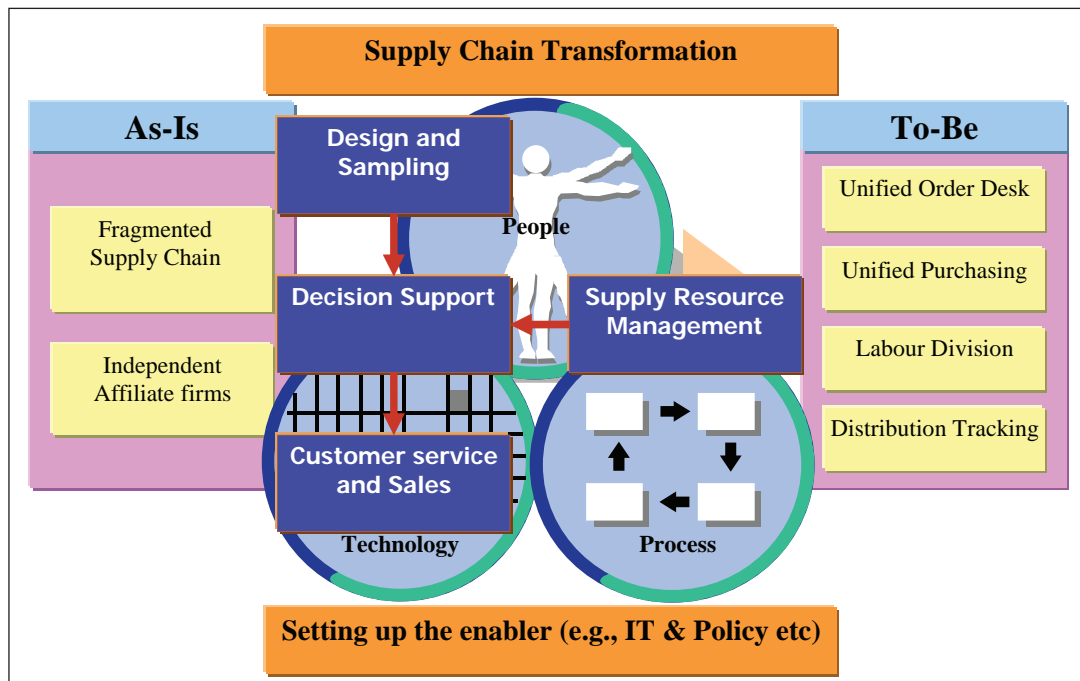 Supply Chain Transformation
As-Is
Fragmented
Supply Chain
Independent
Affiliate firms
Design and
Sampling
People
Decision Support
Supply Resource
Management
Customer service
and Sales
Technology
Process
To-Be
Unified Order Desk
Unified Purchasing
Labour Division
Distribution Tracking
Setting up the enabler (e.g., IT & Policy etc)